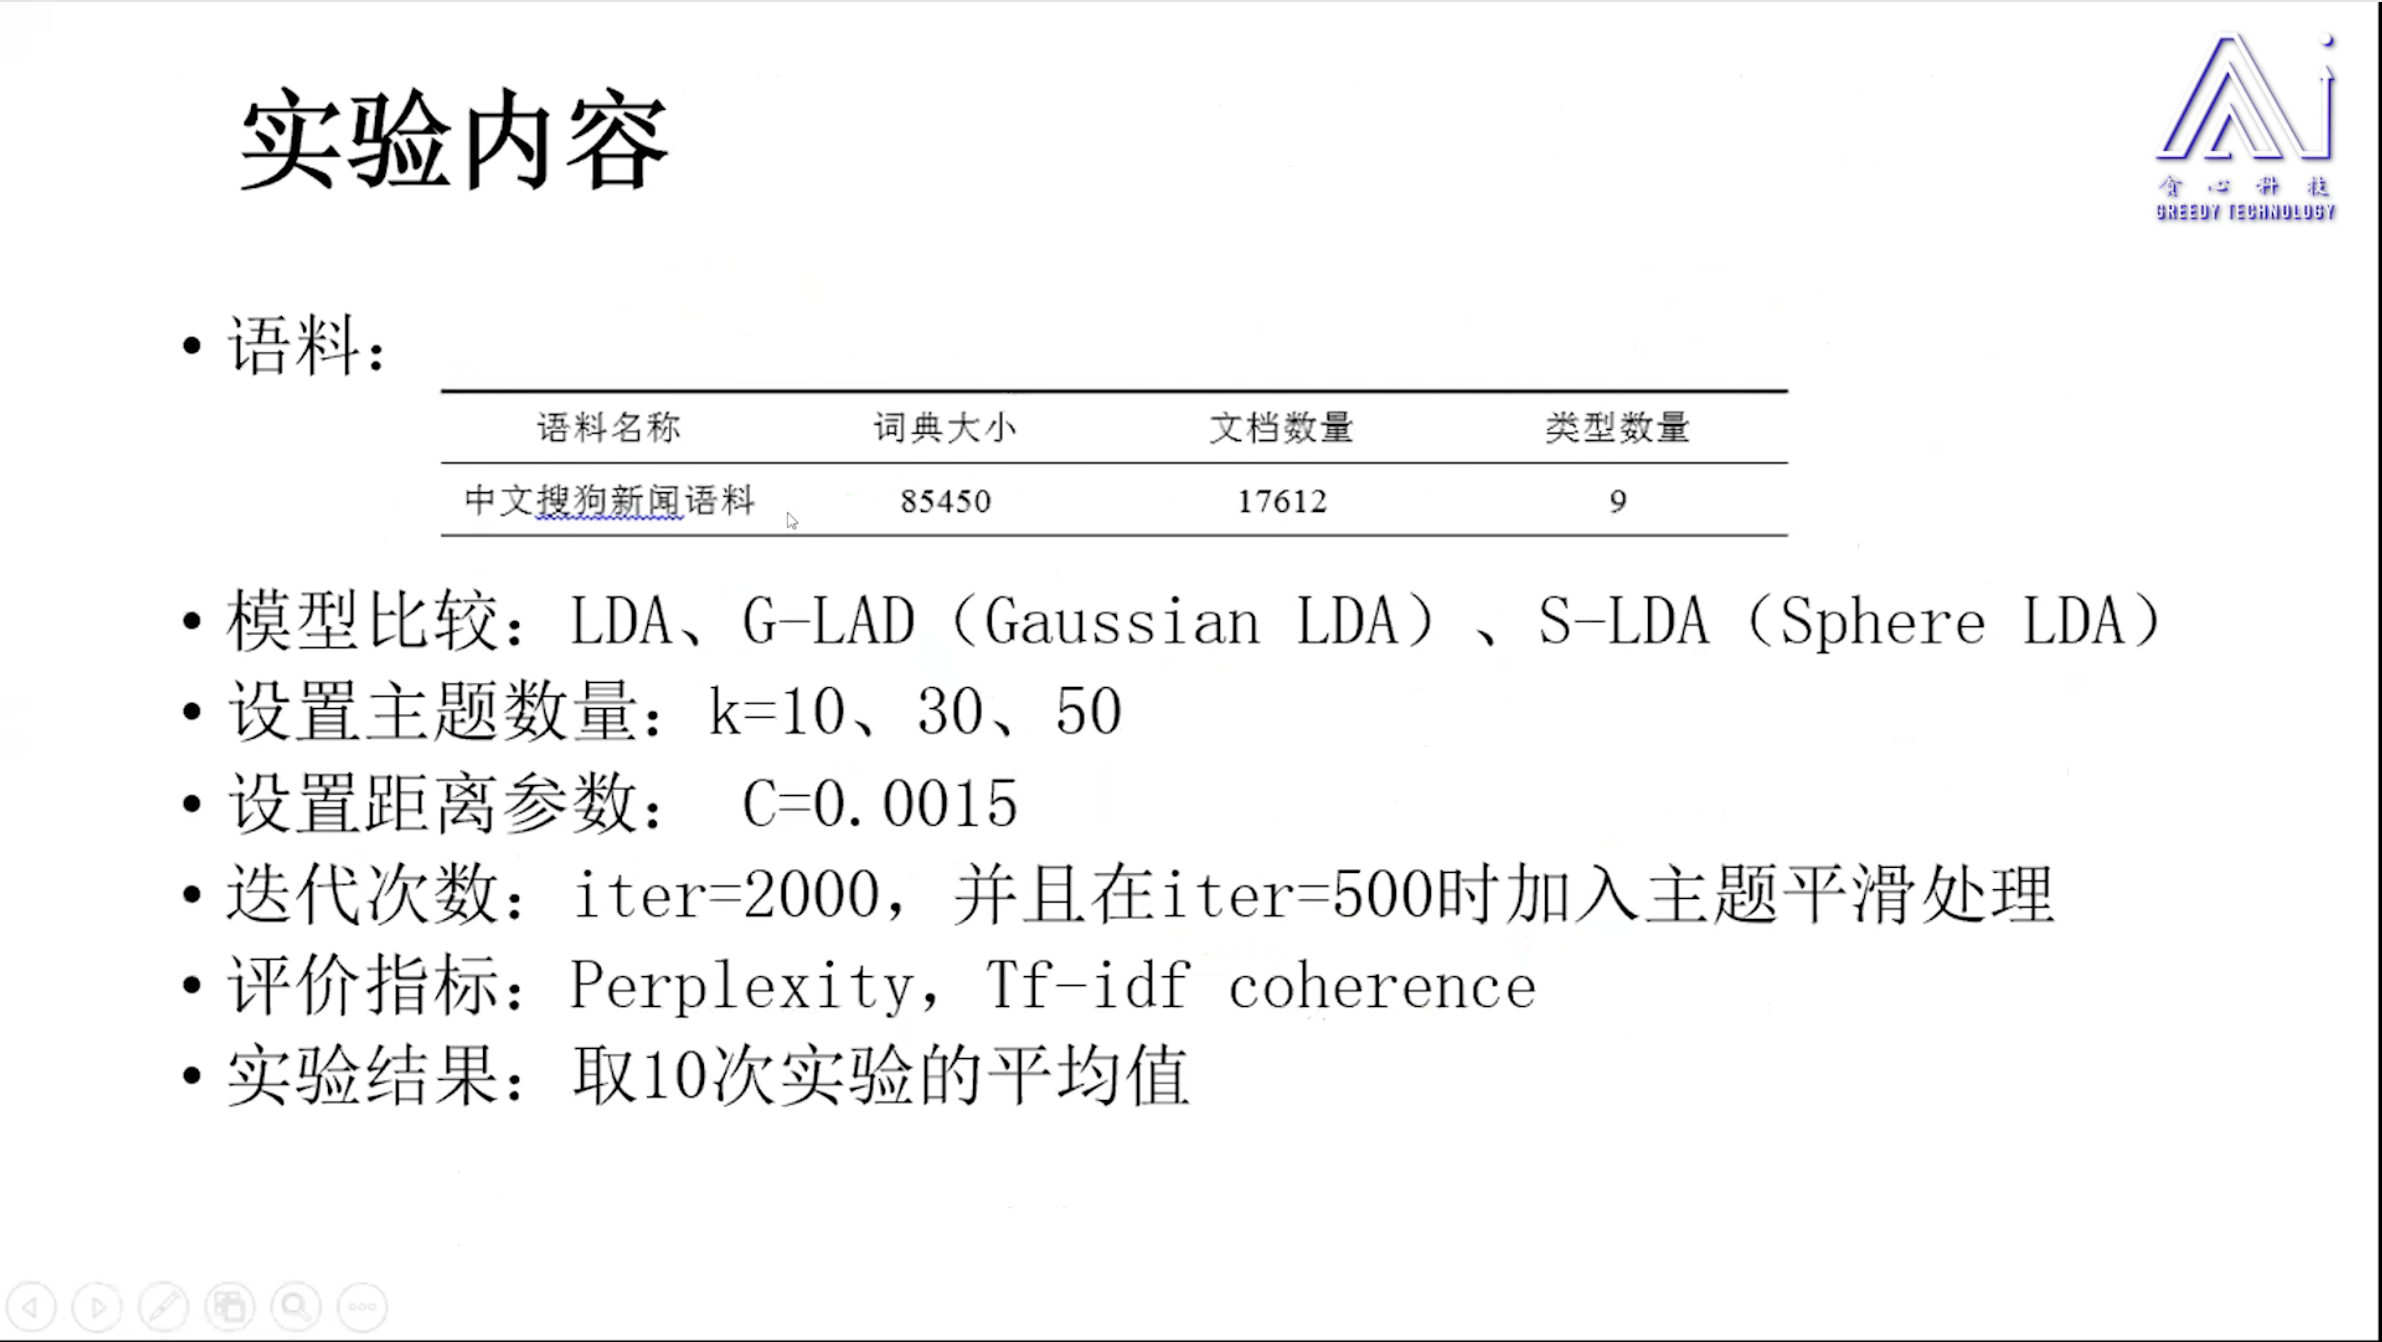 实验内容
贪心科技
GREEDY TECHNOLOGY
• 语料：
语料名称 词典大小 文档数量 类型数量
中文搜狗新闻语料 85450 17612 9
• 模型比较：LDA、G-LAD（Gaussian LDA）、S-LDA（Sphere LDA）
• 设置主题数量：k=10、30、50
• 设置距离参数： C=0.0015
• 迭代次数：iter=2000，并且在iter=500时加入主题平滑处理
• 评价指标：Perplexity，Tf-idf coherence
• 实验结果：取10次实验的平均值